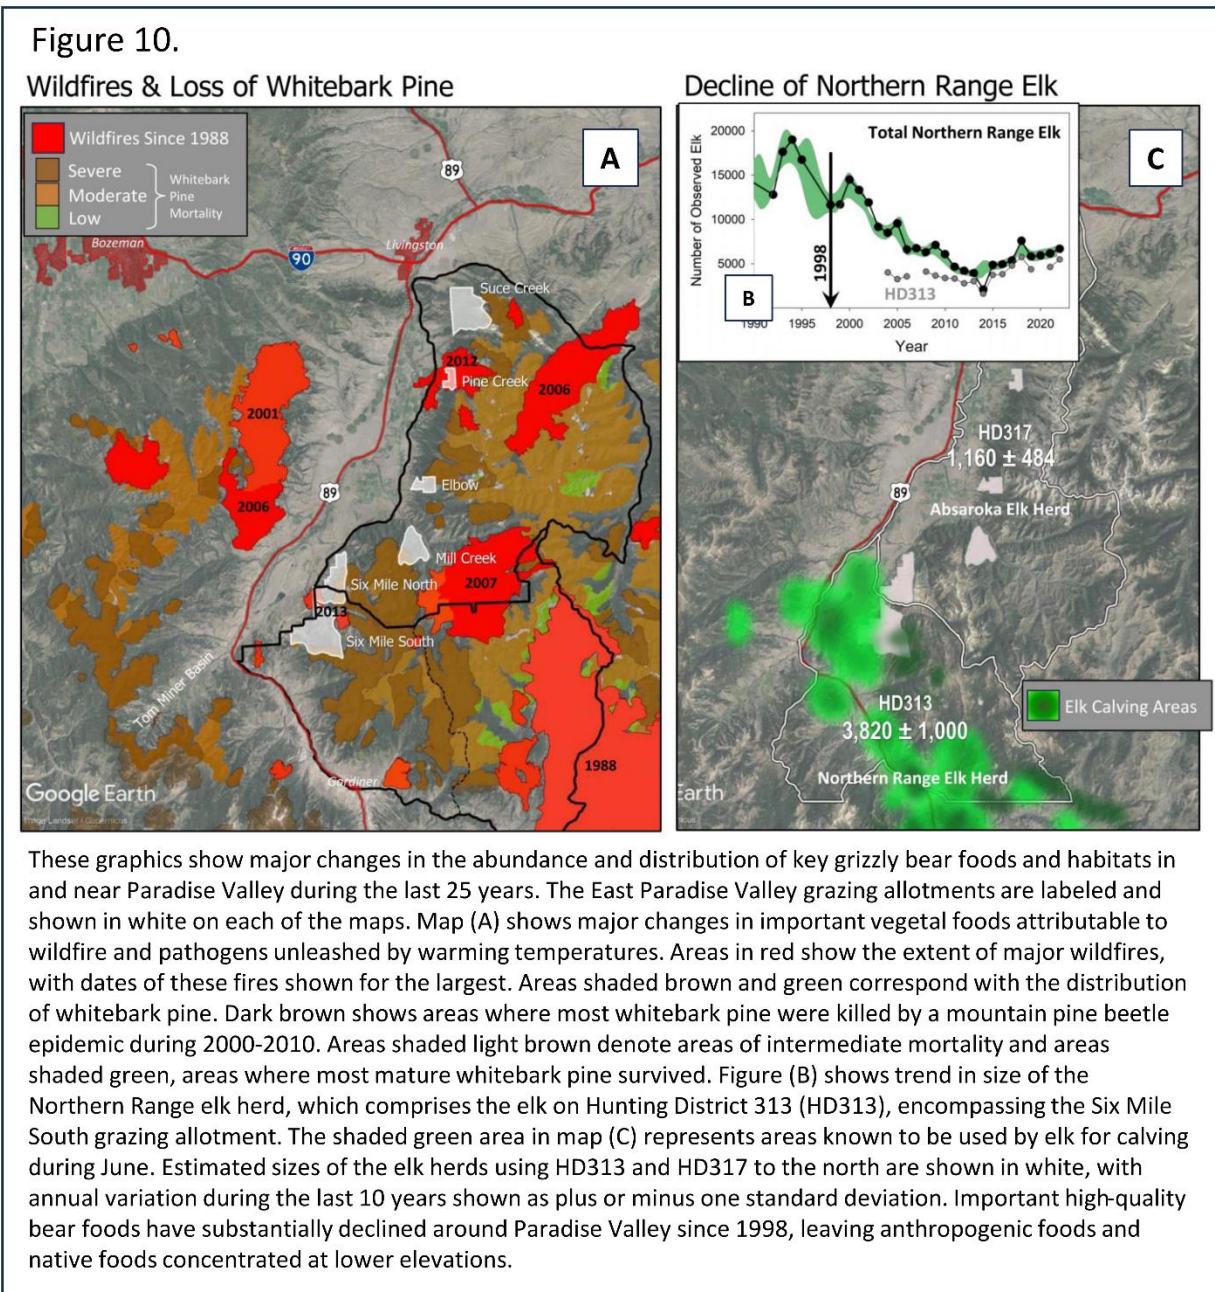 Figure 10.
Wildfires & Loss of Whitebark Pine
Wildfires Since 1988
Severe
Moderate
Low
Whitebark
Pine
Mortality
A
89
Bozeman
90
Livingston
Suce Creek
2012
Pine Creek
2006
2001
Elbow
89
2006
Mill Creek
2007
Six Mile North
2013
Six Mile South
Tom Miner Basin
1988
Gardiner
Google Earth
Decline of Northern Range Elk
Total Northern Range Elk
Number of Observed Elk
20000
15000
10000
5000
1998
HD313
B
1990 1995 2000 2005 2010 2015 2020
Year
C
HD317
1,160 ± 484
89
Absaroka Elk Herd
Elk Calving Areas
HD313
3,820 ± 1,000
Northern Range Elk Herd
Earth
These graphics show major changes in the abundance and distribution of key grizzly bear foods and habitats in
and near Paradise Valley during the last 25 years. The East Paradise Valley grazing allotments are labeled and
shown in white on each of the maps. Map (A) shows major changes in important vegetal foods attributable to
wildfire and pathogens unleashed by warming temperatures. Areas in red show the extent of major wildfires,
with dates of these fires shown for the largest. Areas shaded brown and green correspond with the distribution
of whitebark pine. Dark brown shows areas where most whitebark pine were killed by a mountain pine beetle
epidemic during 2000-2010. Areas shaded light brown denote areas of intermediate mortality and areas
shaded green, areas where most mature whitebark pine survived. Figure (B) shows trend in size of the
Northern Range elk herd, which comprises the elk on Hunting District 313 (HD313), encompassing the Six Mile
South grazing allotment. The shaded green area in map (C) represents areas known to be used by elk for calving
during June. Estimated sizes of the elk herds using HD313 and HD317 to the north are shown in white, with
annual variation during the last 10 years shown as plus or minus one standard deviation. Important high-quality
bear foods have substantially declined around Paradise Valley since 1998, leaving anthropogenic foods and
native foods concentrated at lower elevations.